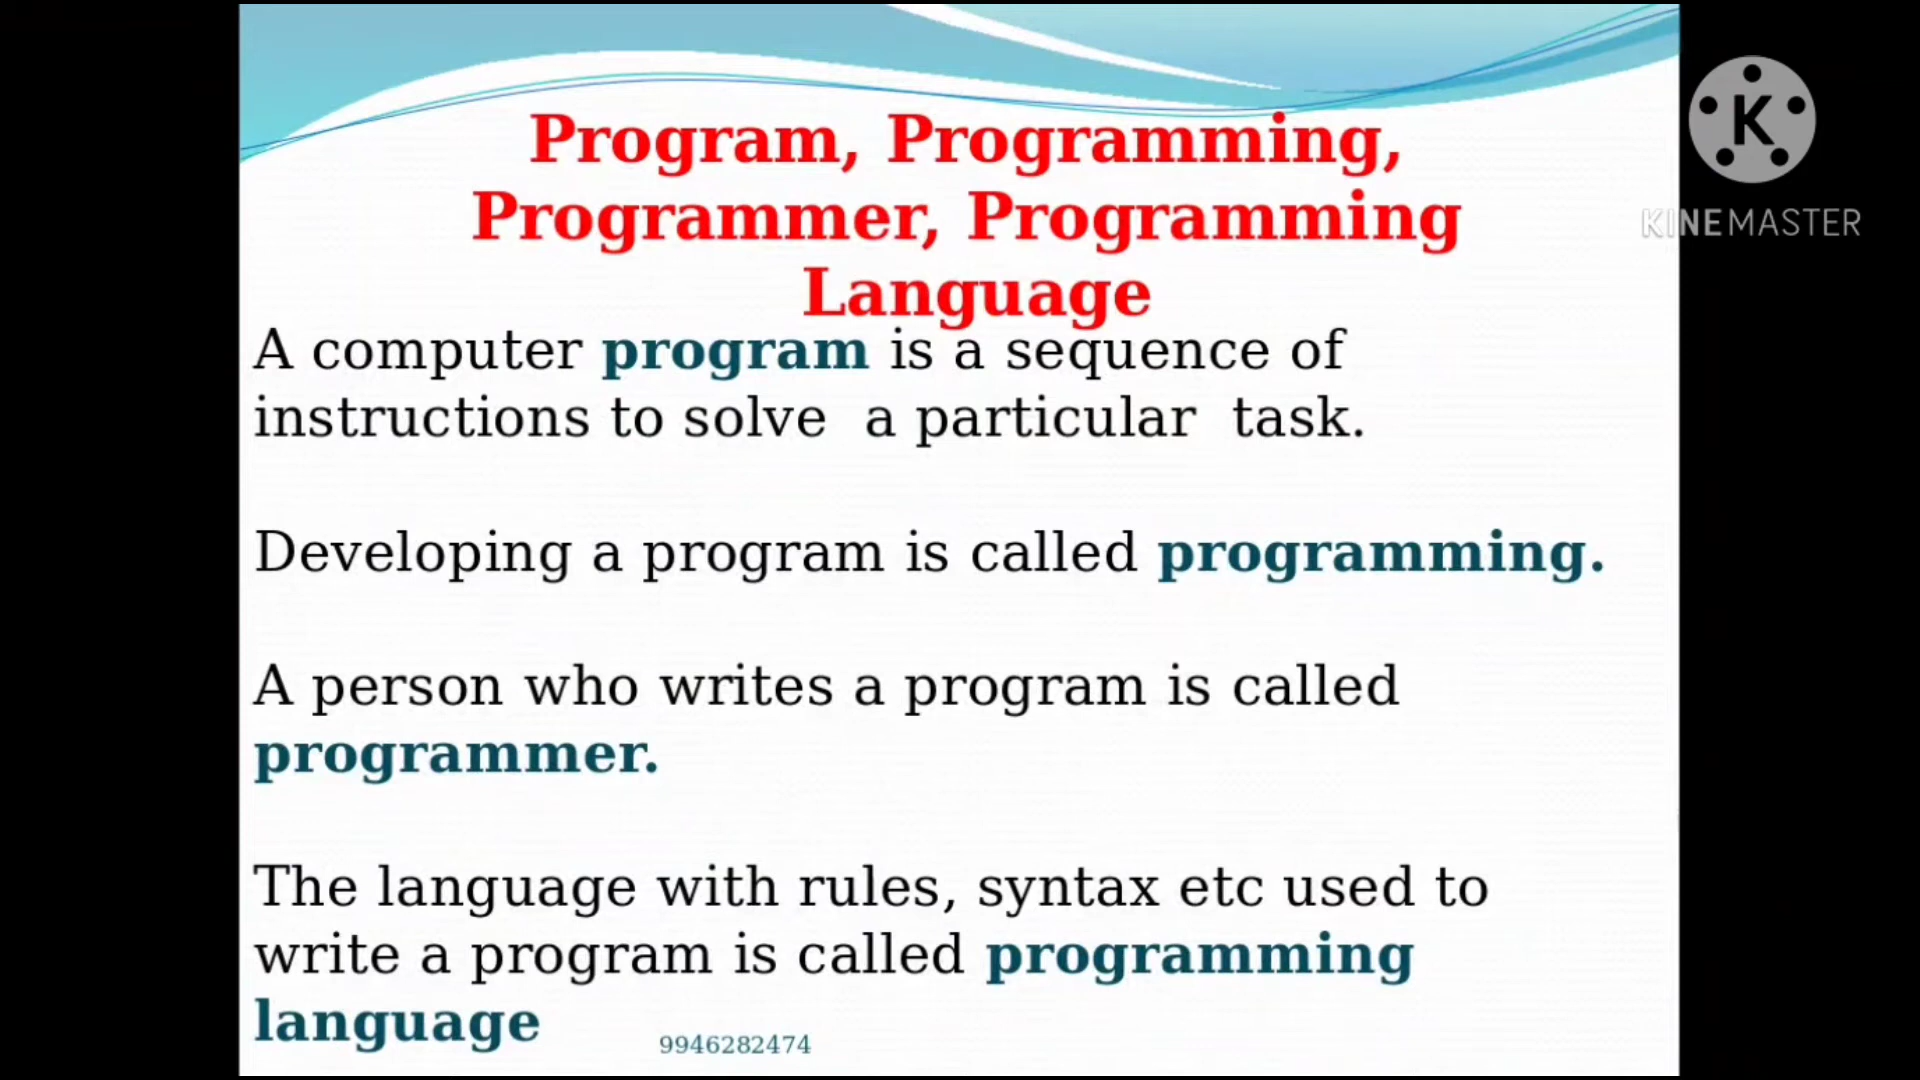 Program, Programming,
Programmer, Programming
Language
A computer program is a sequence of
instructions to solve a particular task.
Developing a program is called programming.
A person who writes a program is called
programmer.
The language with rules, syntax etc used to
write a program is called programming
language
9946282474
K
KINEMASTER